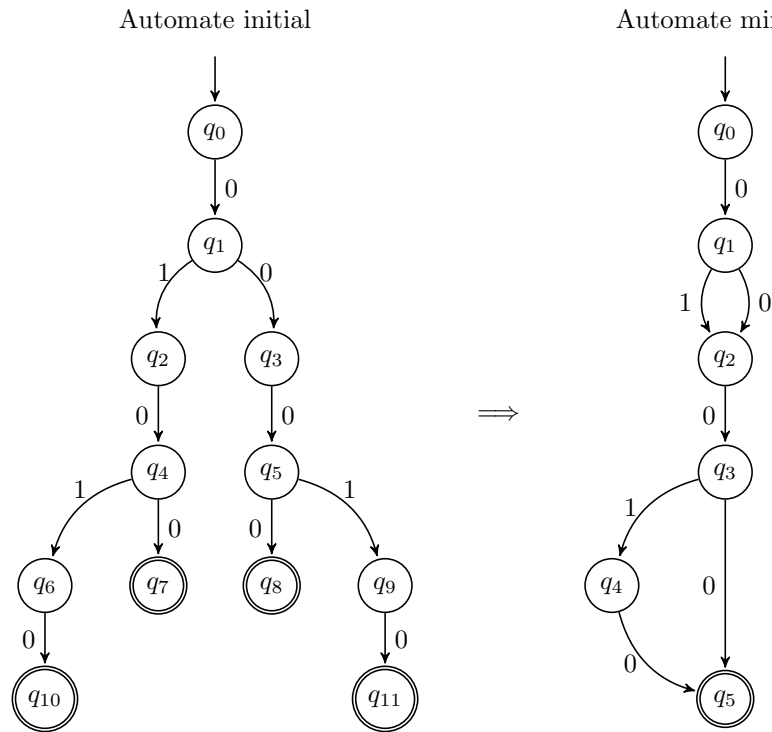 Automate initial
Automate mi
q0
q0
0
0
q1
q1
1 0
1 0
q2 q3
q2
0 0
0
q4 q5
q3
1 0 0 1
1
q6 q7 q8 q9
q4 0
0 0
0
q10 q11
q5
⟹